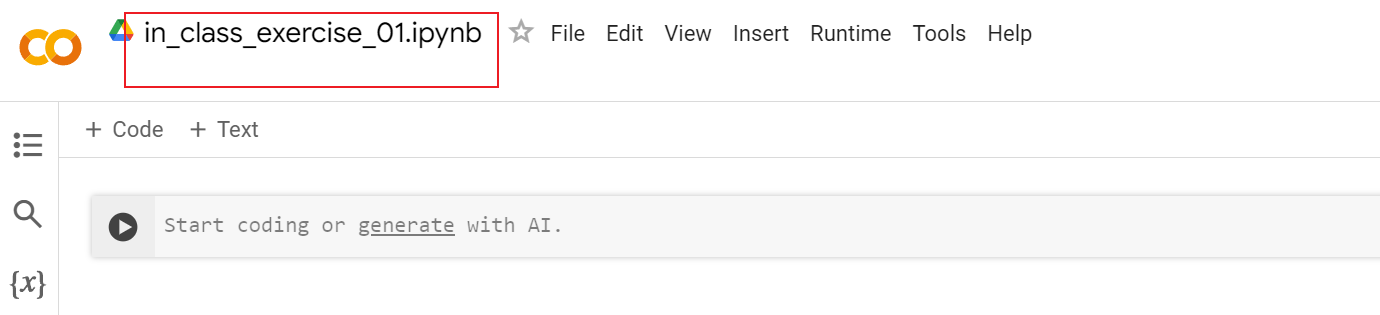 in_class_exercise_01.ipynb File Edit View Insert Runtime Tools Help
+ Code + Text
Start coding or generate with AI.
{x}